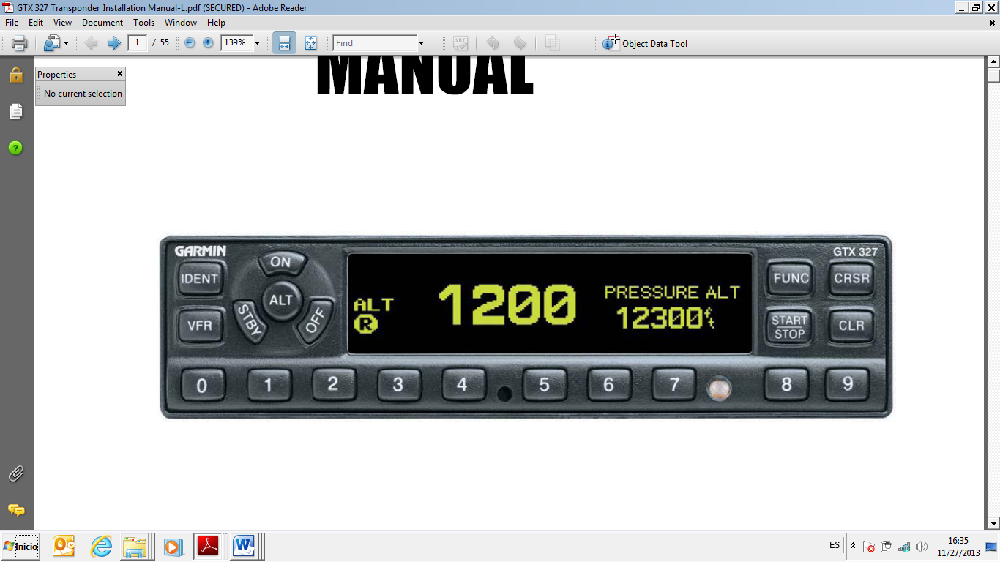 GTX 327 Transponder_Installation Manual-L.pdf (SECURED) - Adobe Reader
File Edit View Document Tools Window Help
1 / 55 139% Find Object Data Tool
Properties
No current selection
MANUAL
GARMIN
GTX 327
IDENT
ON
ALT
STBY
OFF
VFR
ALT
R
1200
PRESSURE ALT
12300ft
FUNC
CRSR
START
STOP
CLR
0 1 2 3 4 5 6 7 8 9
Inicio
ES
16:35
11/27/2013